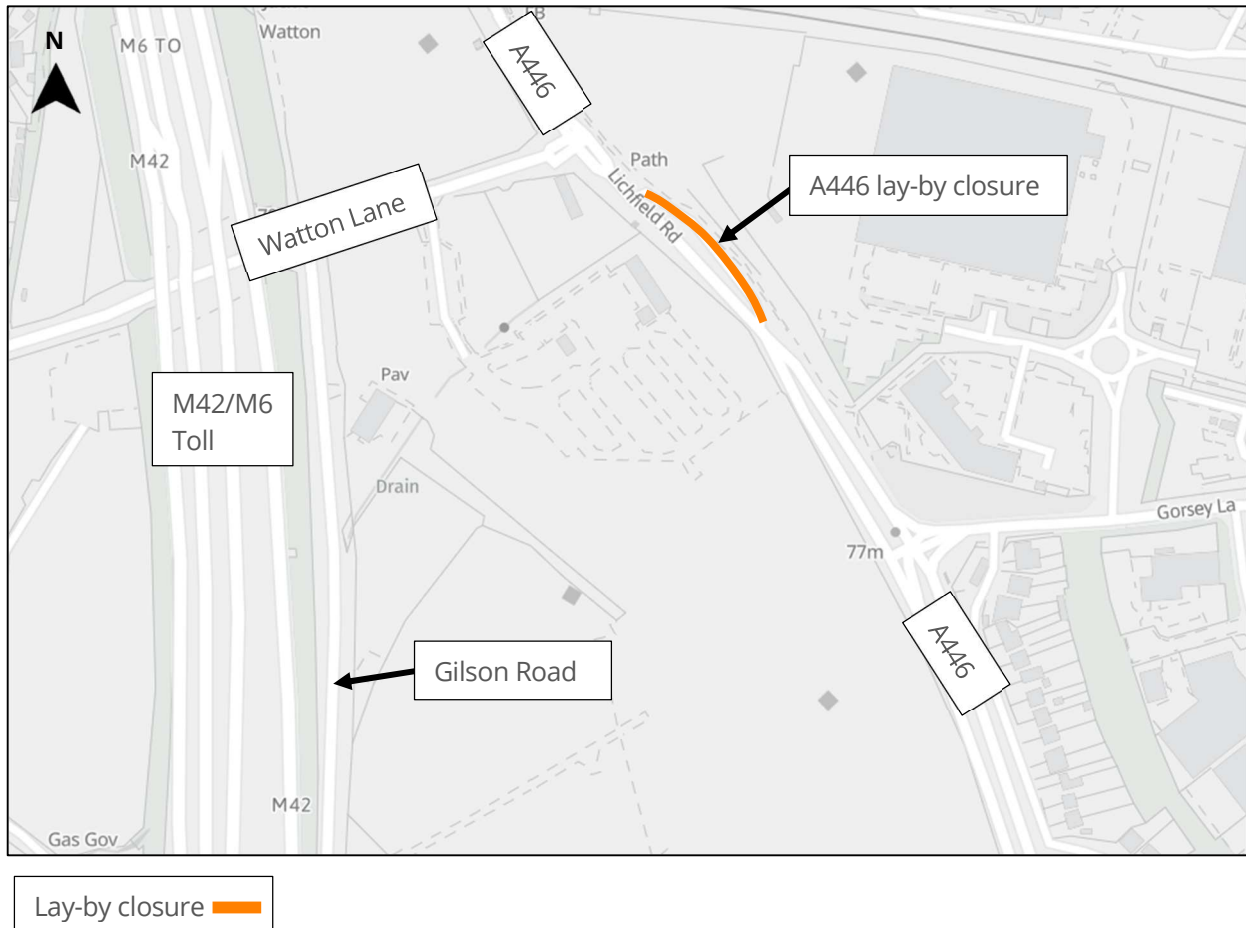 FB
N
M6 TO
Watton
A446
M42
Path
A446 lay-by closure
Watton Lane
Lichfield Rd
Pav
M42/M6
Toll
Drain
Gorsey La
77m
A446
Gilson Road
M42
Gas Gov
Lay-by closure